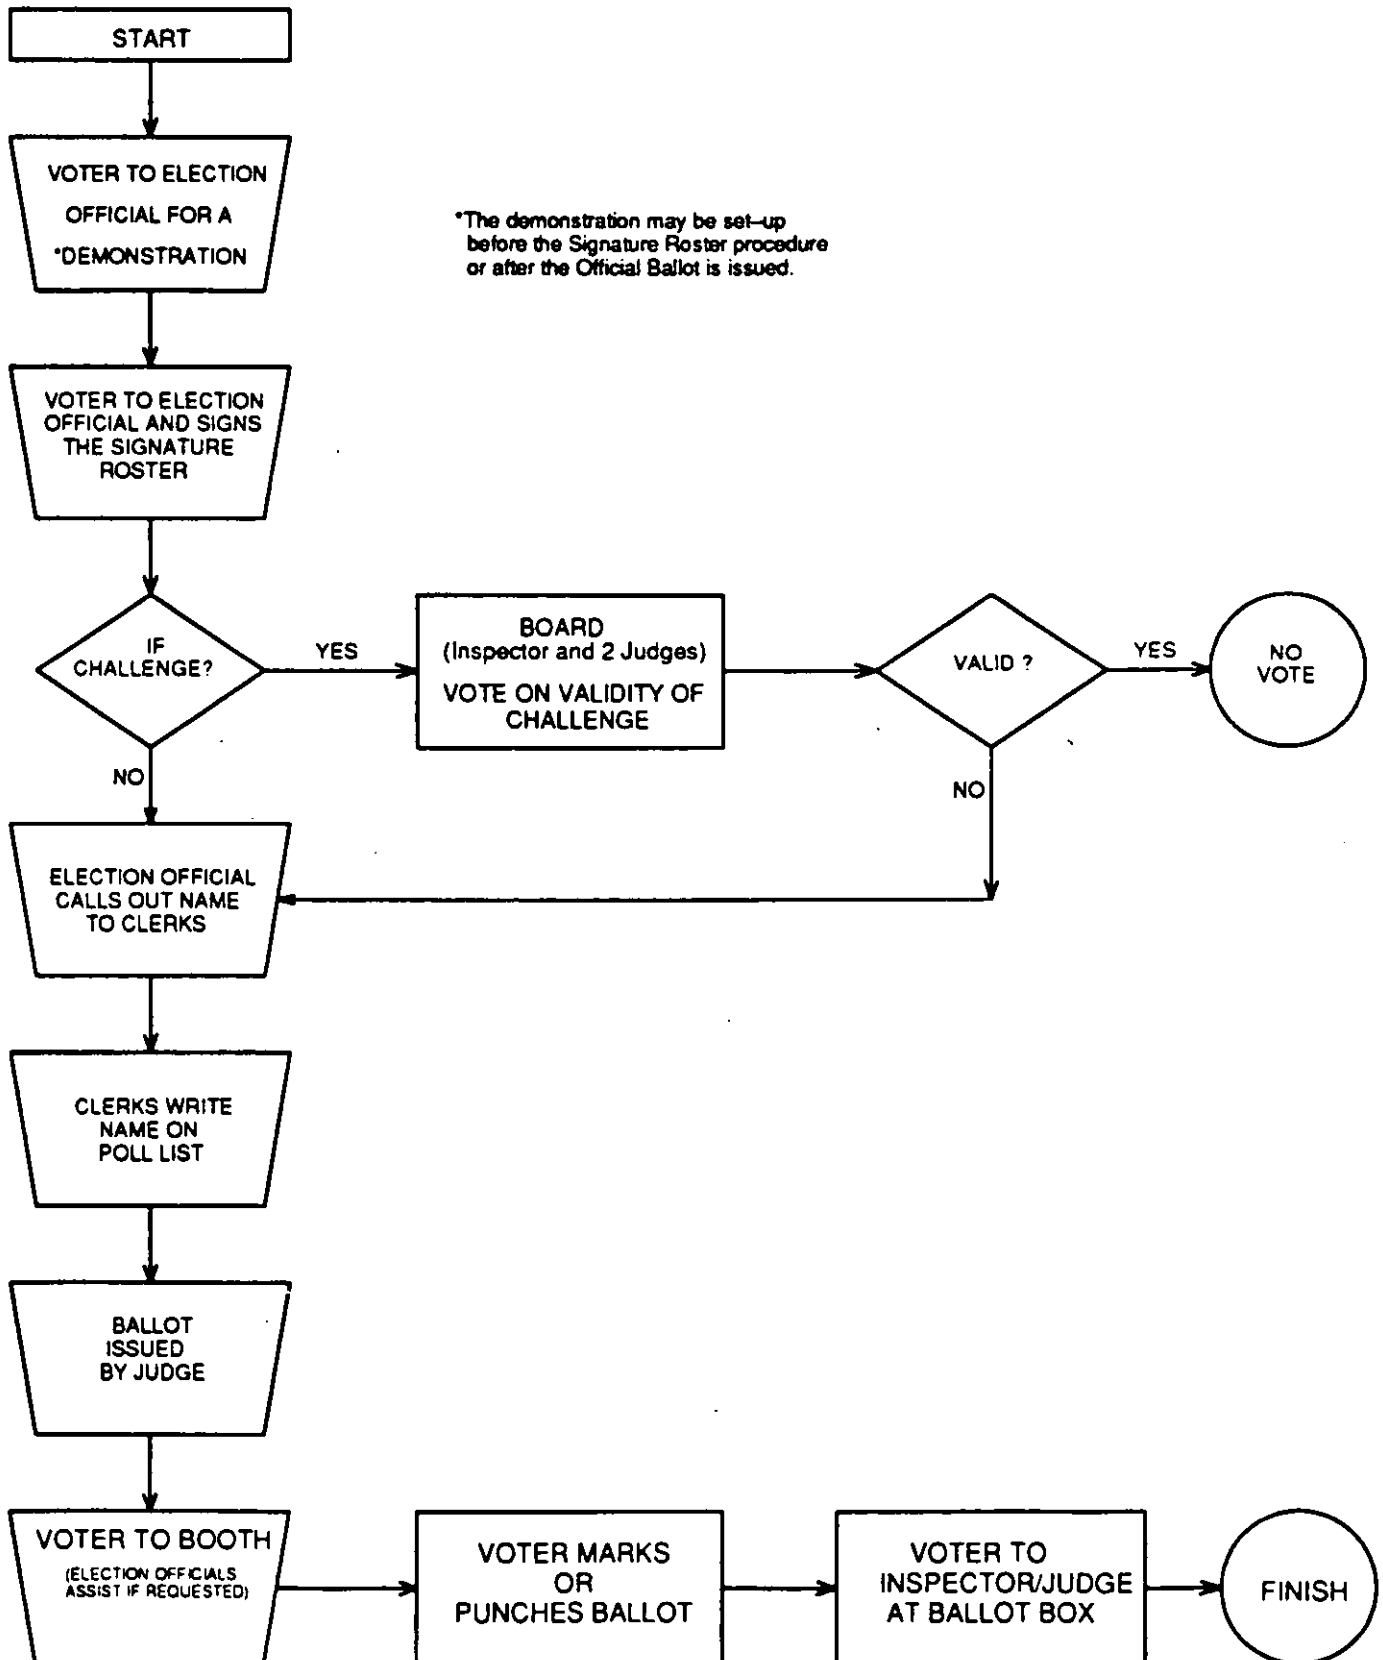 START
VOTER TO ELECTION
OFFICIAL FOR A
*DEMONSTRATION
*The demonstration may be set-up
before the Signature Roster procedure
or after the Official Ballot is issued.
VOTER TO ELECTION
OFFICIAL AND SIGNS
THE SIGNATURE
ROSTER
IF
CHALLENGE?
YES
BOARD
(Inspector and 2 Judges)
VOTE ON VALIDITY OF
CHALLENGE
VALID ?
YES
NO
VOTE
NO
NO
ELECTION OFFICIAL
CALLS OUT NAME
TO CLERKS
CLERKS WRITE
NAME ON
POLL LIST
BALLOT
ISSUED
BY JUDGE
VOTER TO BOOTH
(ELECTION OFFICIALS
ASSIST IF REQUESTED)
VOTER MARKS
OR
PUNCHES BALLOT
VOTER TO
INSPECTOR/JUDGE
AT BALLOT BOX
FINISH